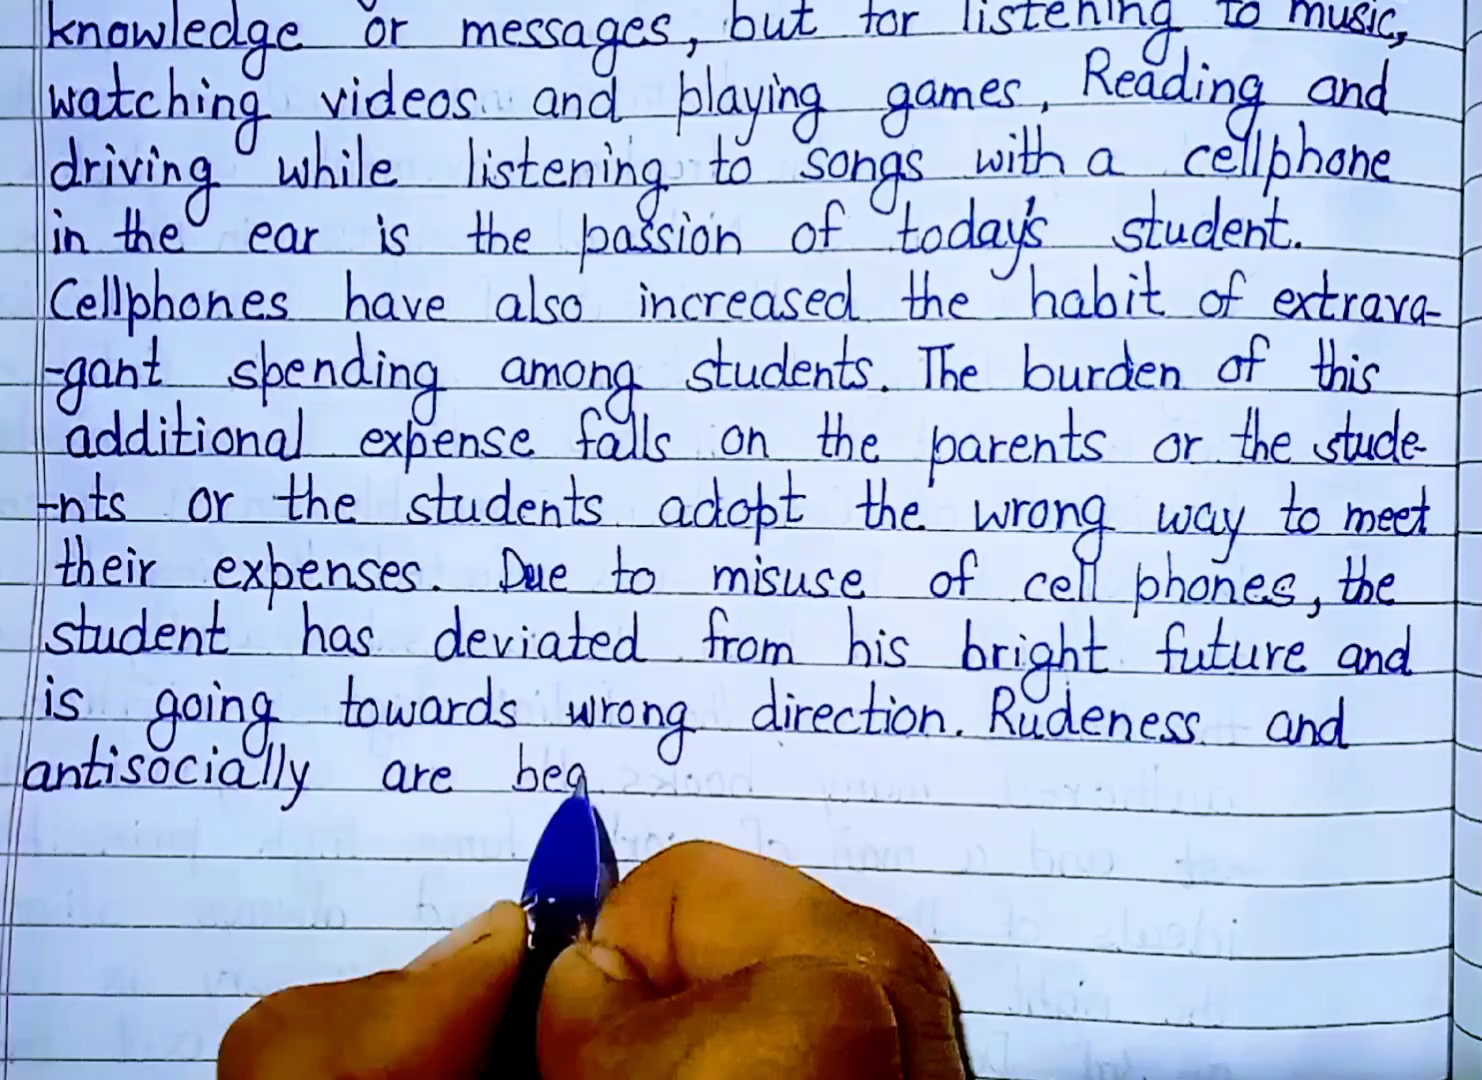 knowledge or messages, but for listening to music,
watching videos and playing games. Reading and
driving while listening to songs with a cellphone
in the ear is the passion of today's student.
Cellphones have also increased the habit of extrava-
-gant spending among students. The burden of this
additional expense falls on the parents or the stude-
-nts or the students adopt the wrong way to meet
their expenses. Due to misuse of cell phones, the
student has deviated from his bright future and
is going towards wrong direction. Rudeness and
antisocially are beg